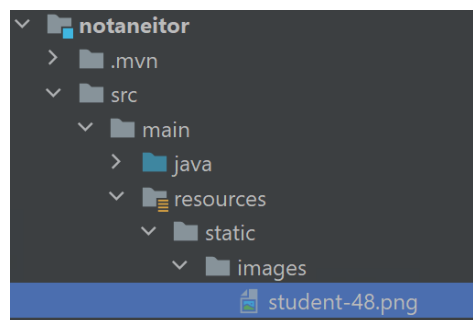 notaneitor
.mvn
src
main
java
resources
static
images
student-48.png